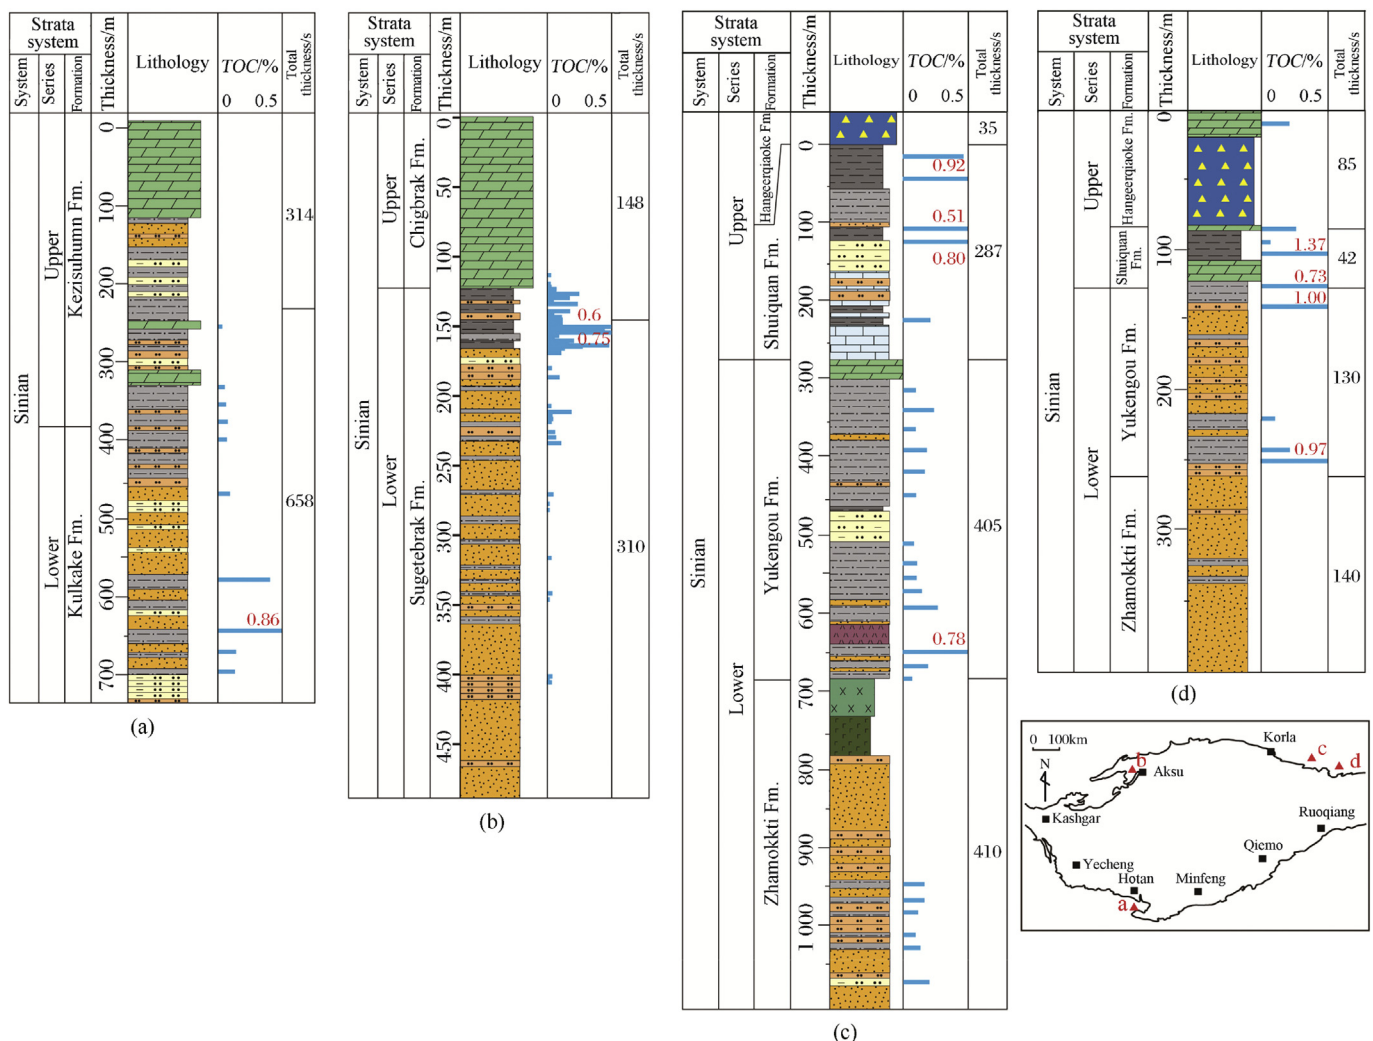 Strata
system
System
Series
Formation
Thickness/m
Lithology
TOC/%
0 0.5
Total
thickness/s
Sinian
Upper
Lower
Kezisuhumn Fm.
Kulkake Fm.
0
100
200
300
400
500
600
700
0.86
314
658
(a)
Strata
system
System
Series
Formation
Thickness/m
Lithology
TOC/%
0 0.5
Total
thickness/s
Sinian
Upper
Lower
Chigbrak Fm.
Sugetebrak Fm.
0
50
100
150
200
250
300
350
400
450
0.6
0.75
148
310
(b)
Strata
system
System
Series
Formation
Thickness/m
Lithology
TOC/%
0 0.5
Total
thickness/s
Sinian
Upper
Lower
Hangeerqiaoke Fm.
Shuiquan Fm.
Yukengou Fm.
Zhamokkti Fm.
0
100
200
300
400
500
600
700
800
900
1 000
0.92
0.51
0.80
0.78
35
287
405
410
(c)
Strata
system
System
Series
Formation
Thickness/m
Lithology
TOC/%
0 0.5
Total
thickness/s
Sinian
Upper
Lower
Hangeerqiaoke Fm.
Shuiquan
Fm.
Yukengou Fm.
Zhamokkti Fm.
0
100
200
300
1.37
0.73
1.00
0.97
85
42
130
140
(d)
0 100km
N
Korla
c
d
b
Aksu
Kashgar
Ruoqiang
Qiemo
Yecheng
Hotan
Minfeng
a